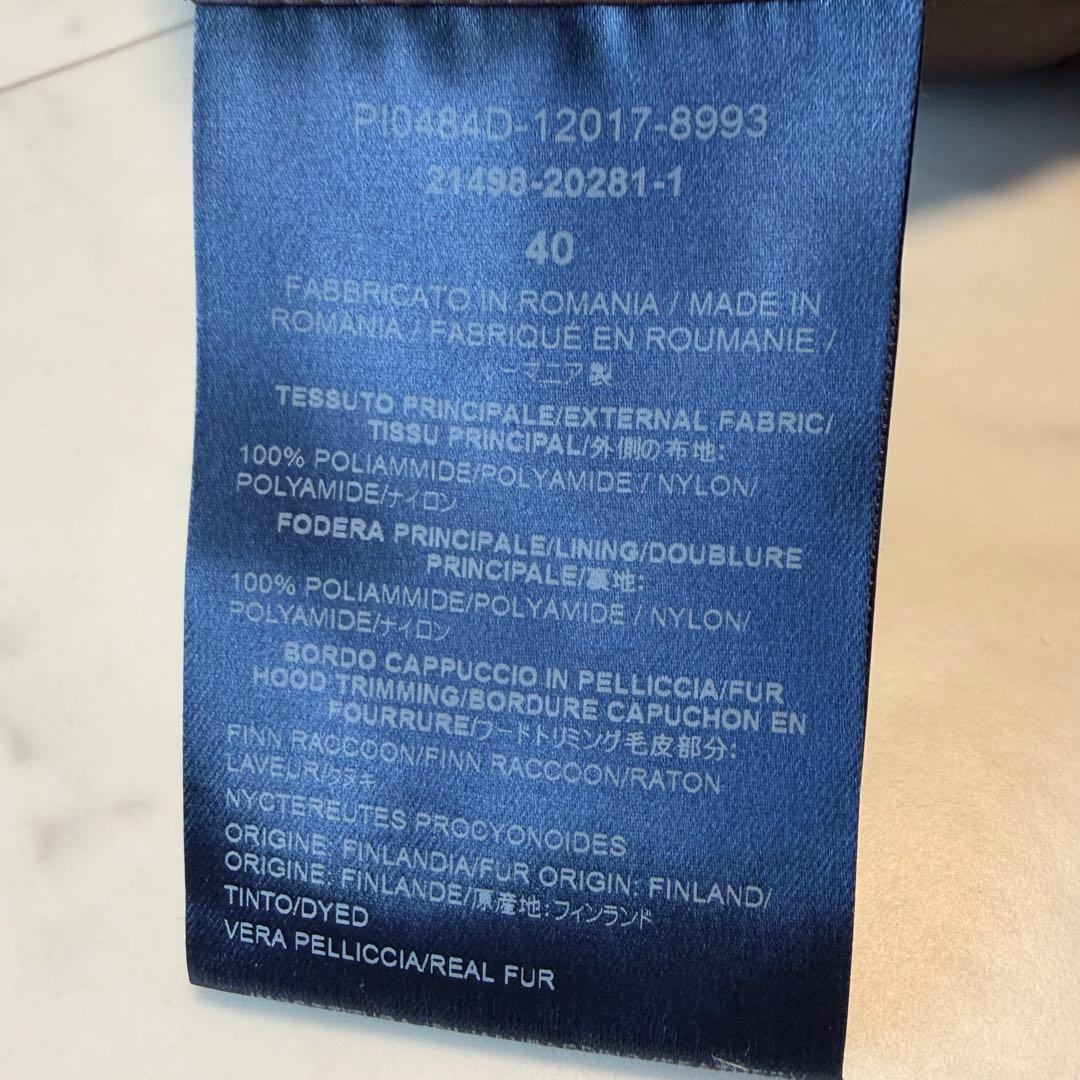 PI0484D-12017-8993
21498-20281-1
40
FABBRICATO IN ROMANIA / MADE IN
ROMANIA / FABRIQUÉ EN ROUMANIE /
ルーマニア製
TESSUTO PRINCIPALE/EXTERNAL FABRIC/
TISSU PRINCIPAL/外側の布地:
100% POLIAMMIDE/POLYAMIDE / NYLON/
POLYAMIDE/ナイロン
FODERA PRINCIPALE/LINING/DOUBLURE
PRINCIPALE/裏地:
100% POLIAMMIDE/POLYAMIDE / NYLON/
POLYAMIDE/ナイロン
BORDO CAPPUCCIO IN PELLICCIA/FUR
HOOD TRIMMING/BORDURE CAPUCHON EN
FOURRURE/フードトリミング毛皮部分:
FINN RACCOON/FINN RACCOON/RATON
LAVEUR/タヌキ
NYCTEREUTES PROCYONOIDES
ORIGINE: FINLANDIA/FUR ORIGIN: FINLAND/
ORIGINE: FINLANDE/原産地:フィンランド
TINTO/DYED
VERA PELLICCIA/REAL FUR